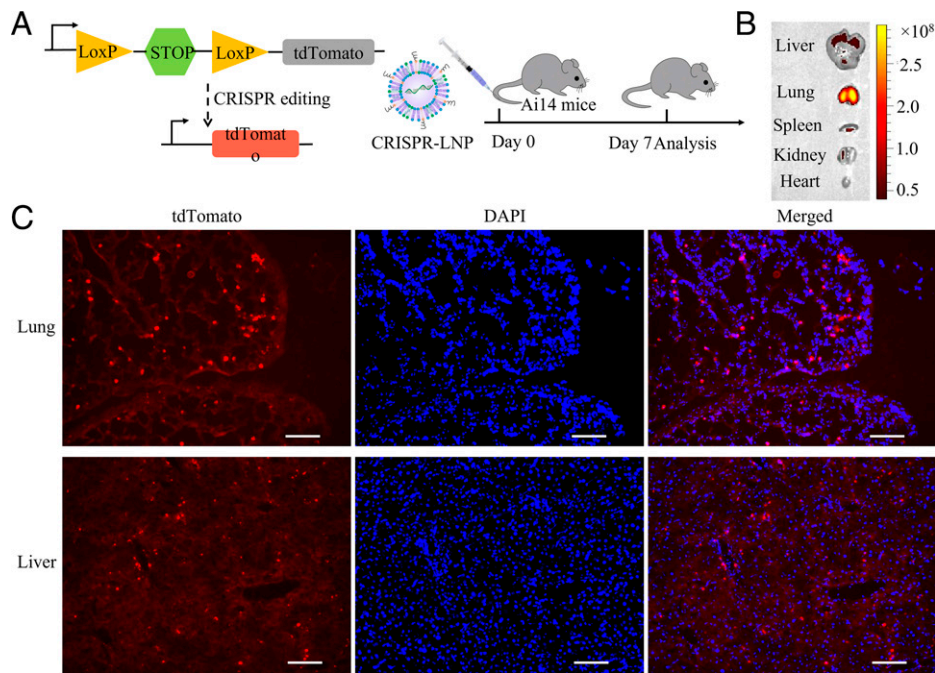 A
LoxP
STOP
LoxP
tdTomato
CRISPR editing
tdTomat
o
CRISPR-LNP
Ai14 mice
Day 0
Day 7 Analysis
B
Liver
Lung
Spleen
Kidney
Heart
×10⁸
2.5
2.0
1.0
0.5
C
tdTomato
DAPI
Merged
Lung
Liver